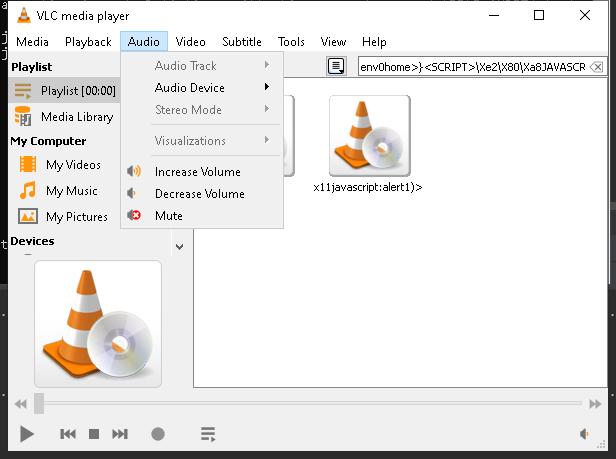 VLC media player
Media Playback Audio Video Subtitle Tools View Help
Playlist
Playlist [00:00]
Media Library
My Computer
My Videos
My Music
My Pictures
Devices
Audio Track
Audio Device
Stereo Mode
Visualizations
Increase Volume
Decrease Volume
Mute
env0home>}<SCRIPT>\Xe2\X80\Xa8JAVASCR
x11javascript:alert1)>